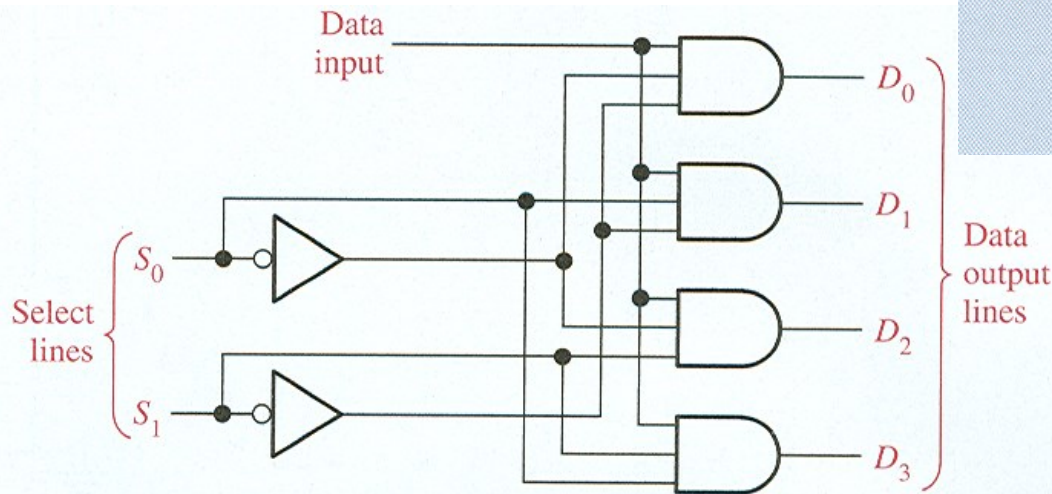 Data
input
D₀
D₁
D₂
D₃
S₀
S₁
Select
lines
Data
output
lines